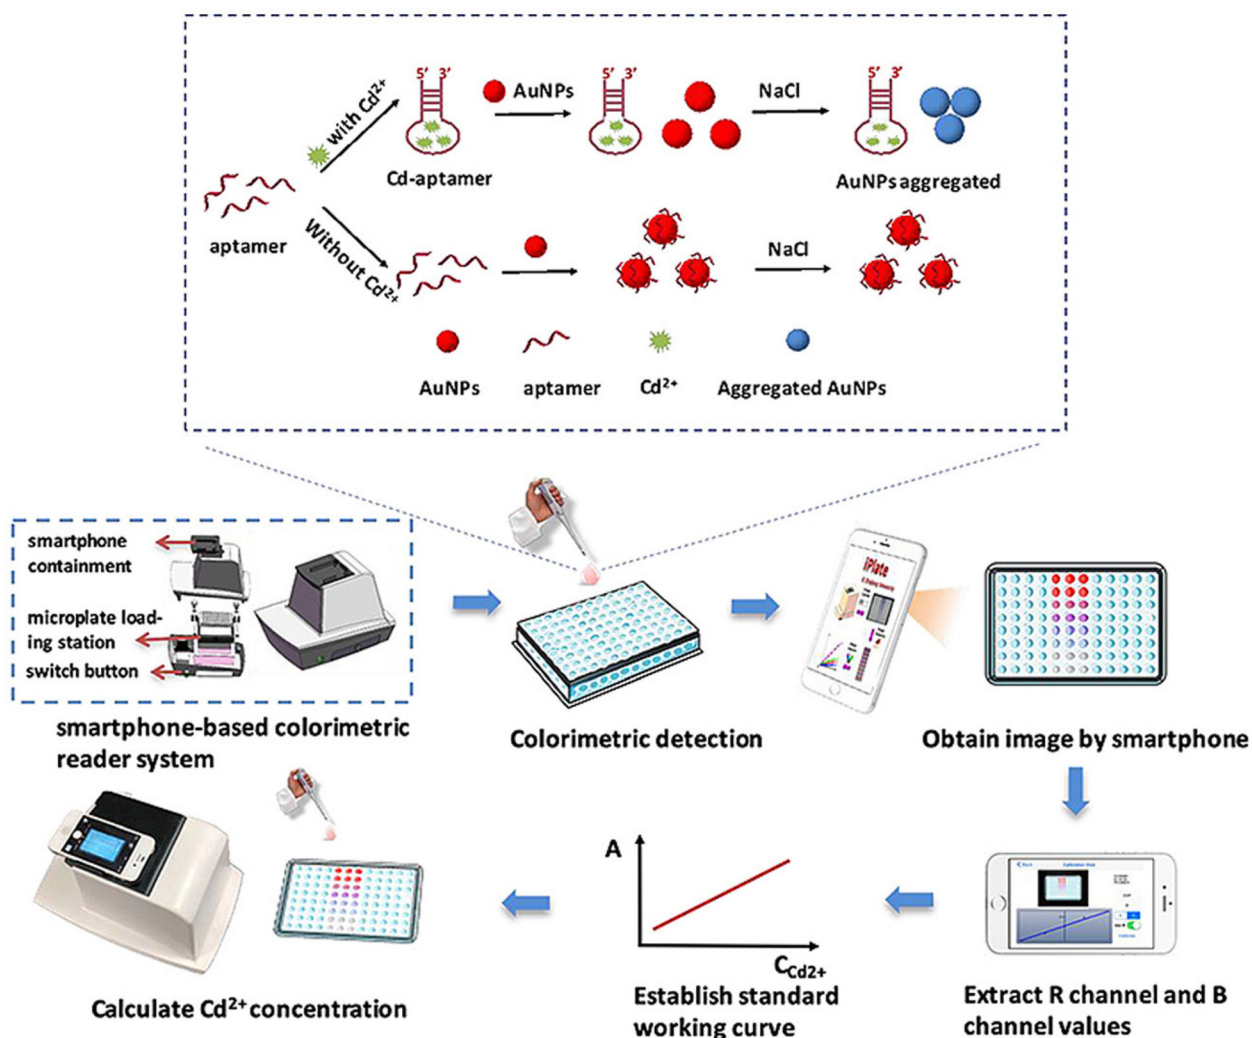 5' 3'
with Cd²⁺
AuNPs
5' 3'
NaCl
5' 3'
Cd-aptamer
AuNPs aggregated
aptamer
Without Cd²⁺
NaCl
AuNPs
aptamer
Cd²⁺
Aggregated AuNPs
smartphone
containment
microplate load-
ing station
switch button
smartphone-based colorimetric
reader system
Colorimetric detection
iPlate
Obtain image by smartphone
A
C_Cd2+
Calculate Cd²⁺ concentration
Establish standard
working curve
Extract R channel and B
channel values